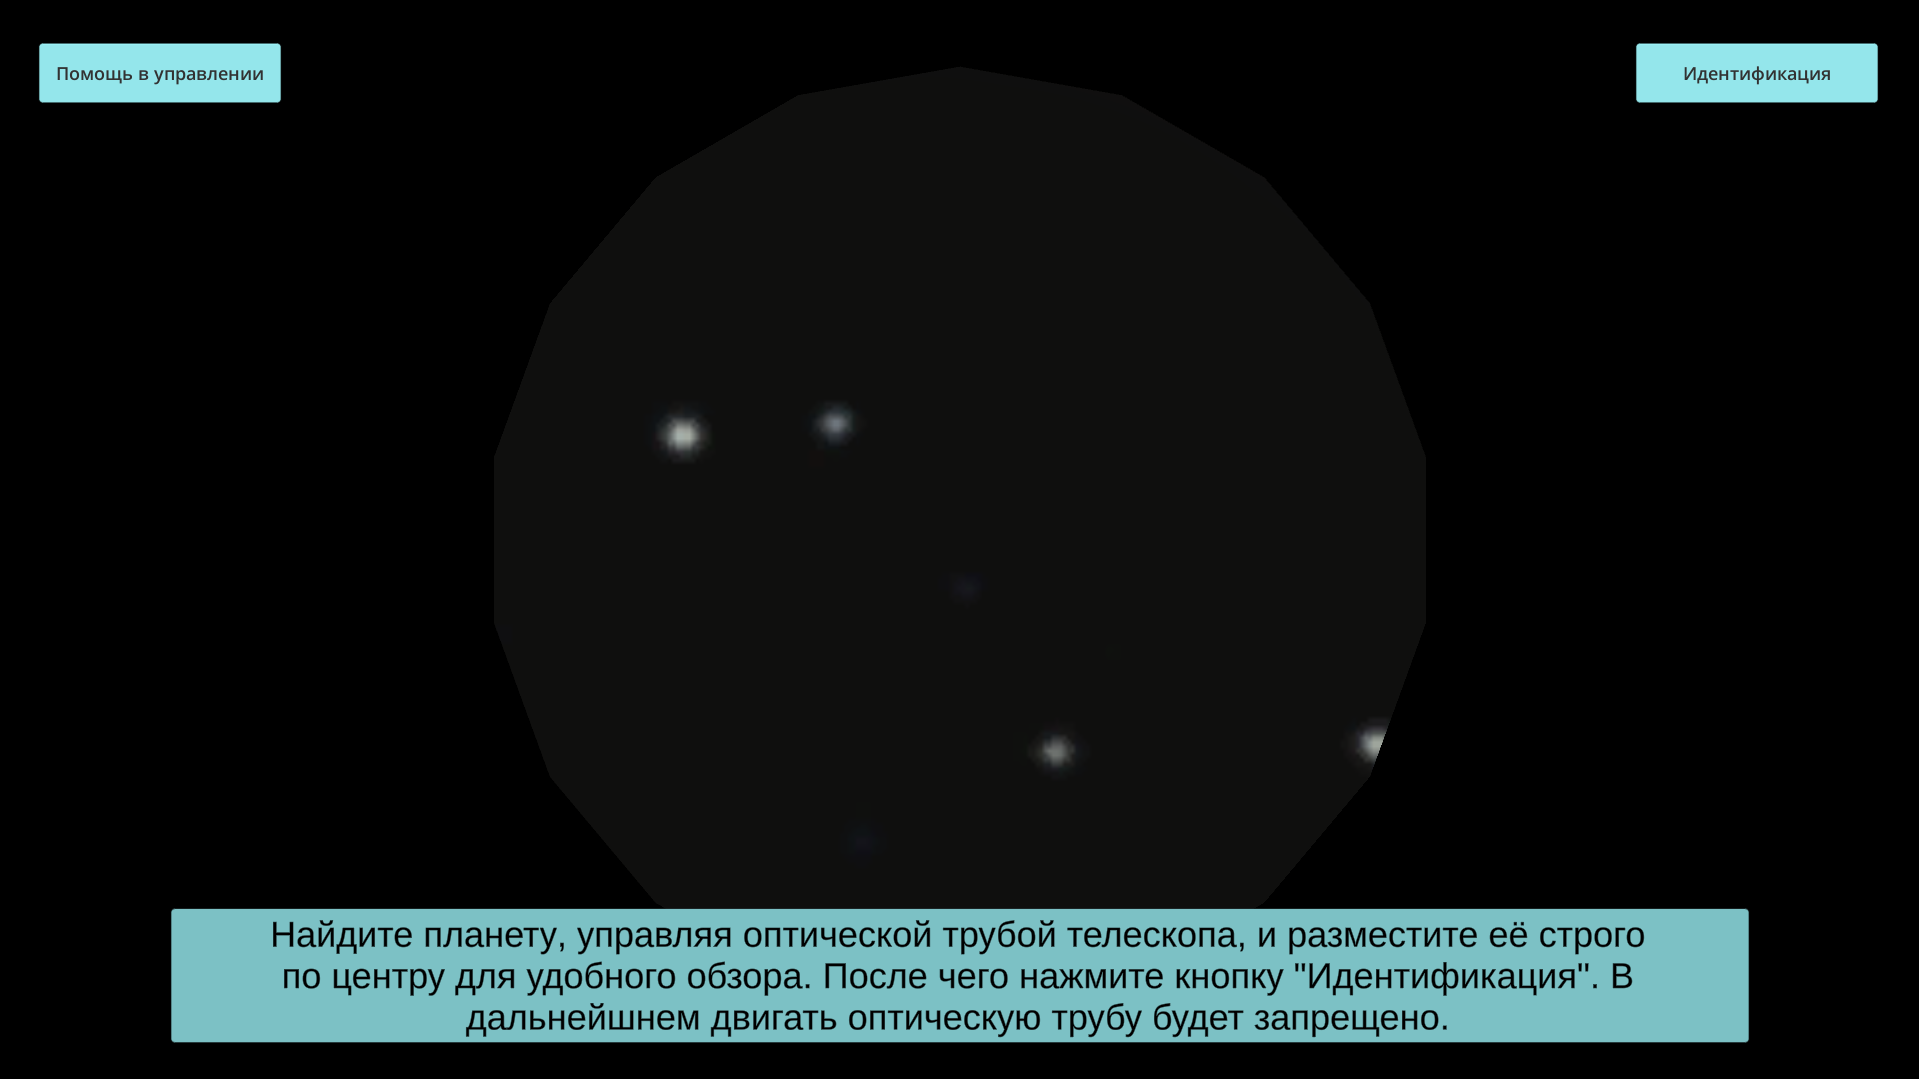 Помощь в управлении
Идентификация
Найдите планету, управляя оптической трубой телескопа, и разместите её строго
по центру для удобного обзора. После чего нажмите кнопку "Идентификация". В
дальнейшнем двигать оптическую трубу будет запрещено.